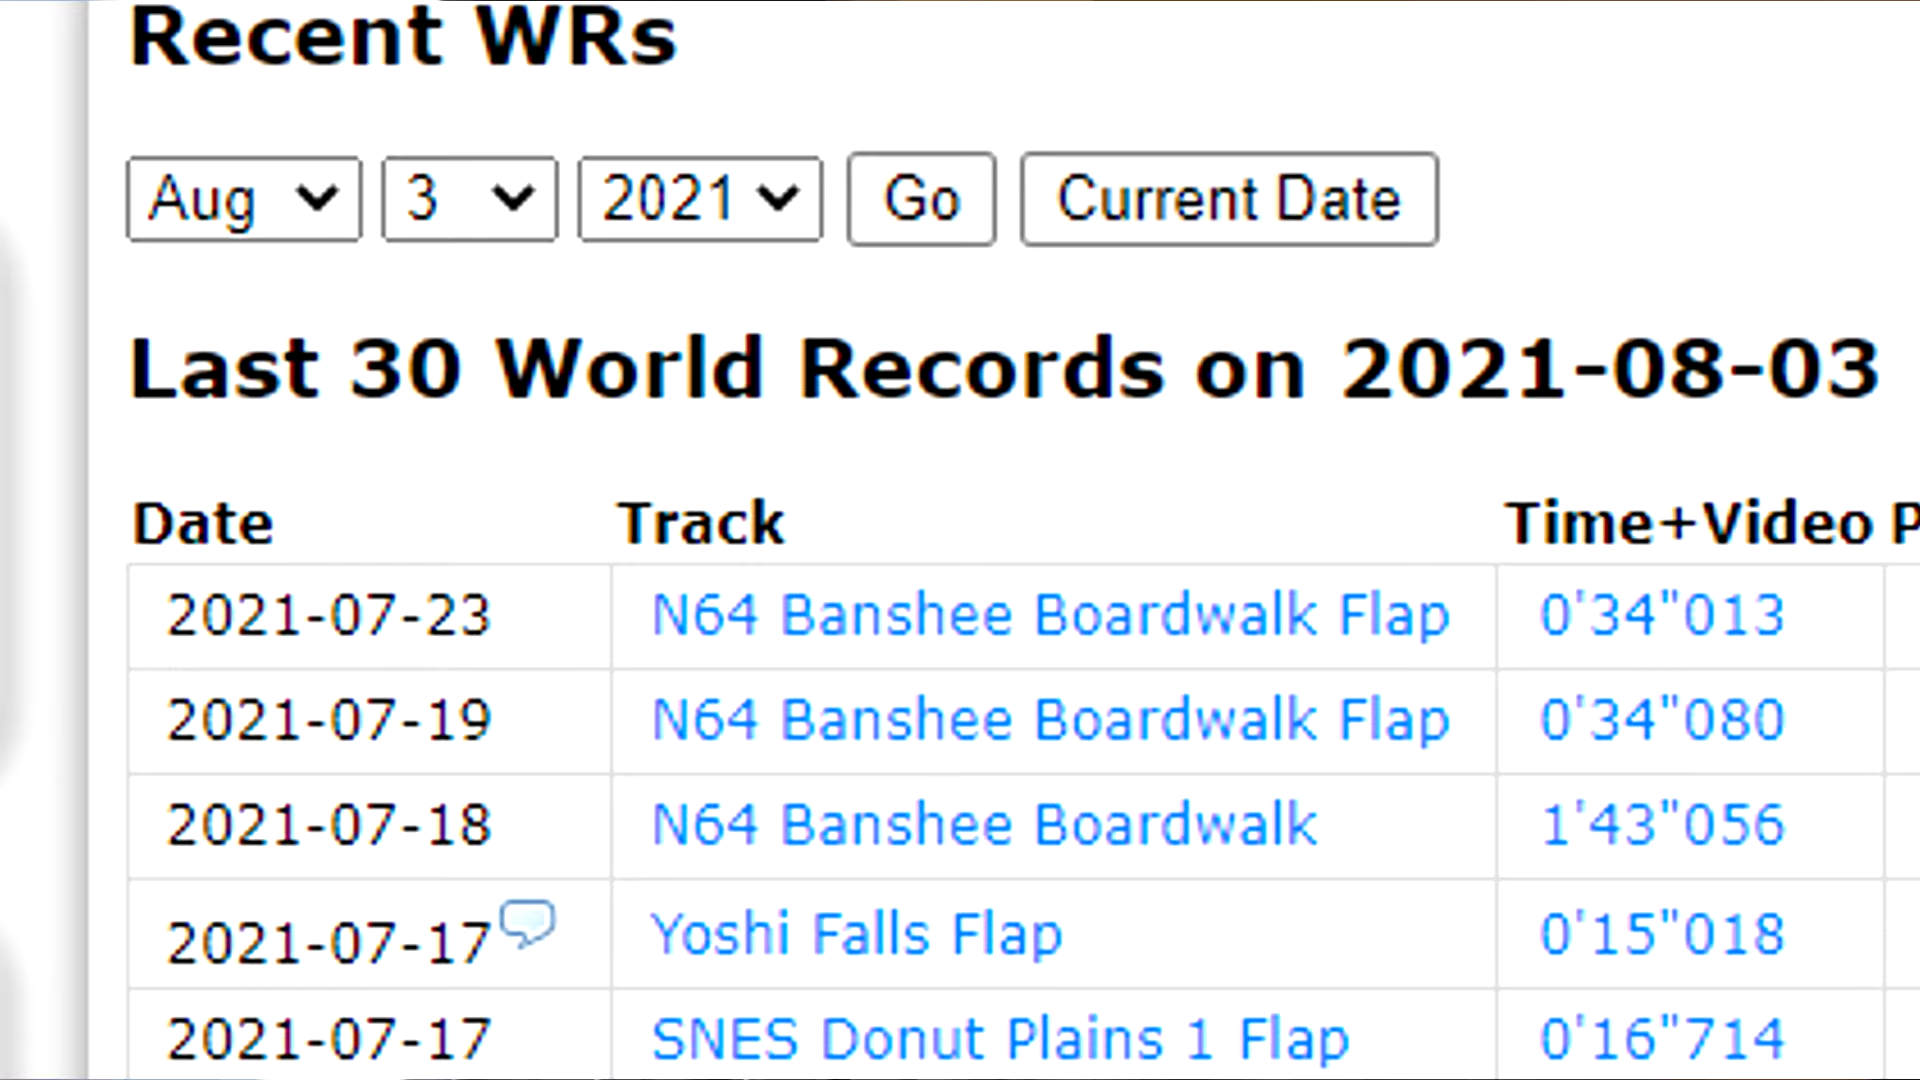 Recent WRs
Aug 3 2021 Go Current Date
Last 30 World Records on 2021-08-03
Date Track Time+Video P
2021-07-23 N64 Banshee Boardwalk Flap 0'34"013
2021-07-19 N64 Banshee Boardwalk Flap 0'34"080
2021-07-18 N64 Banshee Boardwalk 1'43"056
2021-07-17 Yoshi Falls Flap 0'15"018
2021-07-17 SNES Donut Plains 1 Flap 0'16"714